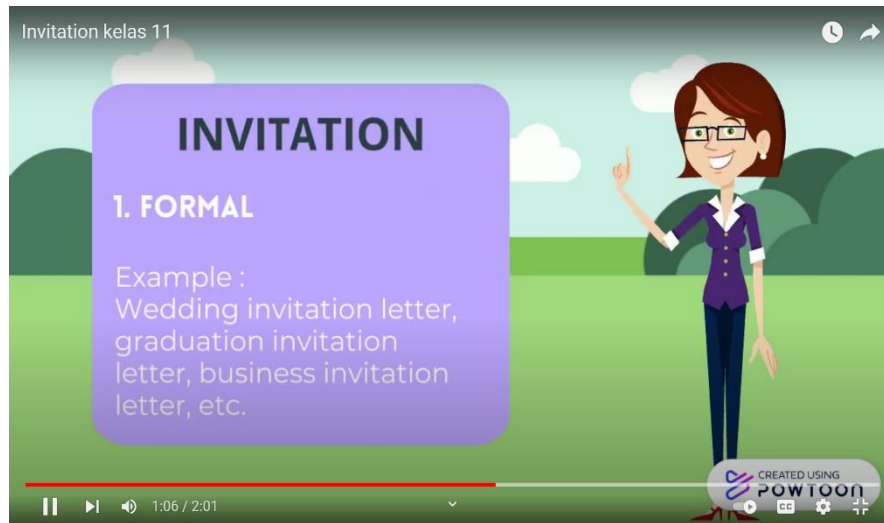 Invitation kelas 11
INVITATION
1. FORMAL
Example :
Wedding invitation letter,
graduation invitation
letter, business invitation
letter, etc.
CREATED USING
POWTOON
1:06 / 2:01
CC